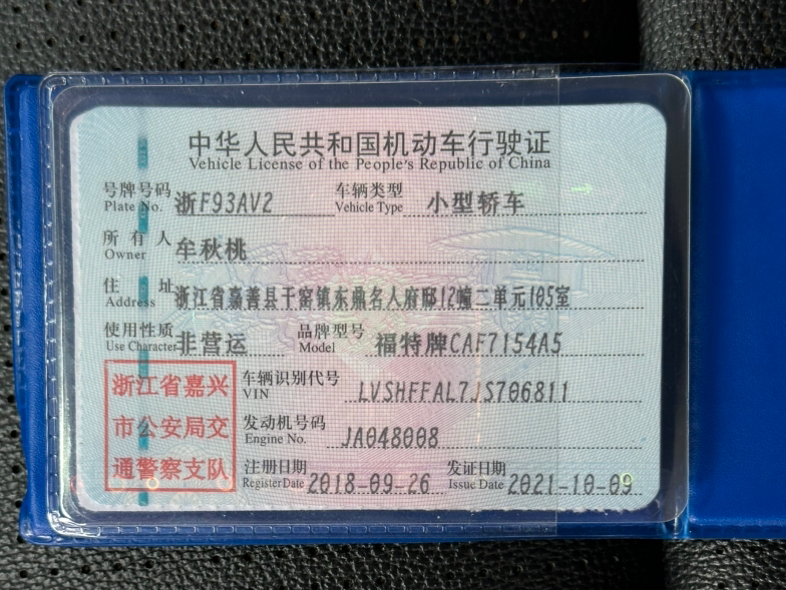 中华人民共和国机动车行驶证
Vehicle License of the People's Republic of China
号牌号码 浙F93AV2 车辆类型 小型轿车
Plate No. Vehicle Type
所有人 牟秋桃
Owner
住址 浙江省嘉善县干窑镇东鼎名人府邸12幢二单元105室
Address
使用性质 非营运 品牌型号 福特牌CAF7154A5
Use Character Model
浙江省嘉兴
市公安局交
通警察支队
车辆识别代号 LVSHFFAL7JS706811
VIN
发动机号码 JA048008
Engine No.
注册日期 2018-09-26 发证日期 2021-10-09
Register Date Issue Date